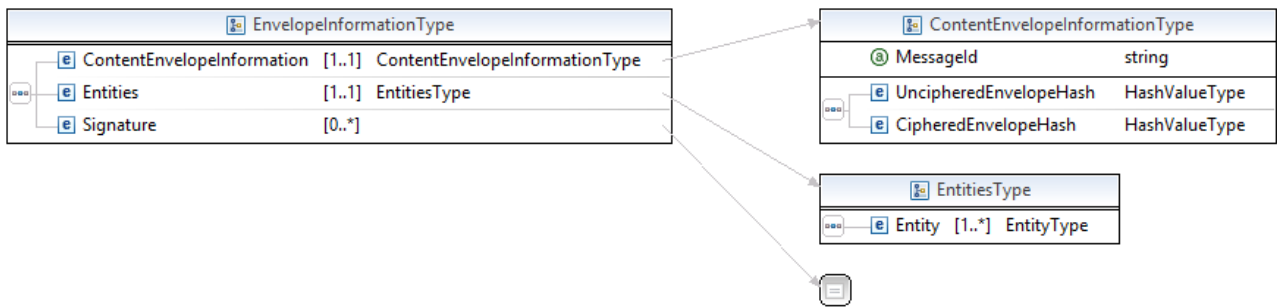 EnvelopeInformationType
e ContentEnvelopeInformation [1..1] ContentEnvelopeInformationType
e Entities [1..1] EntitiesType
e Signature [0..*]
ContentEnvelopeInformationType
a MessageId string
e UncipheredEnvelopeHash HashValueType
e CipheredEnvelopeHash HashValueType
EntitiesType
e Entity [1..*] EntityType